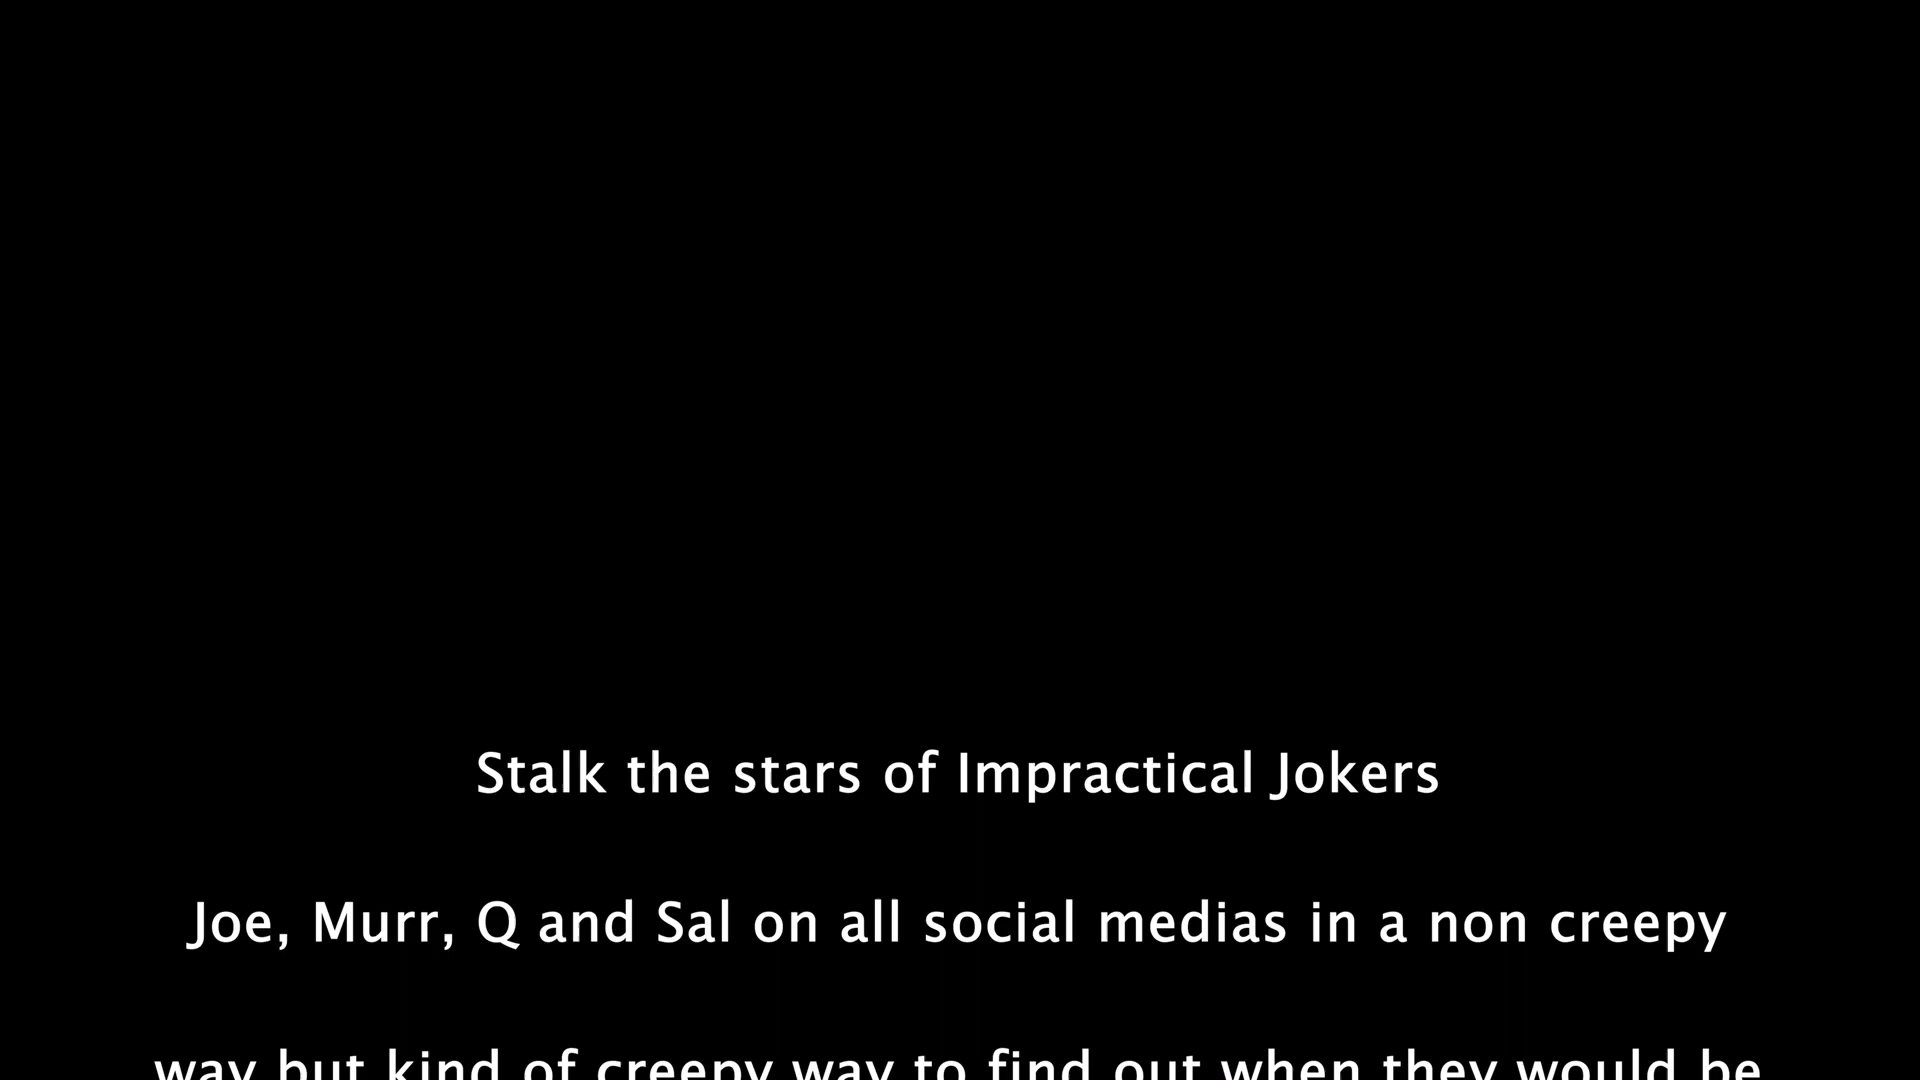 Stalk the stars of Impractical Jokers
Joe, Murr, Q and Sal on all social medias in a non creepy
way but kind of creepy way to find out when they would be